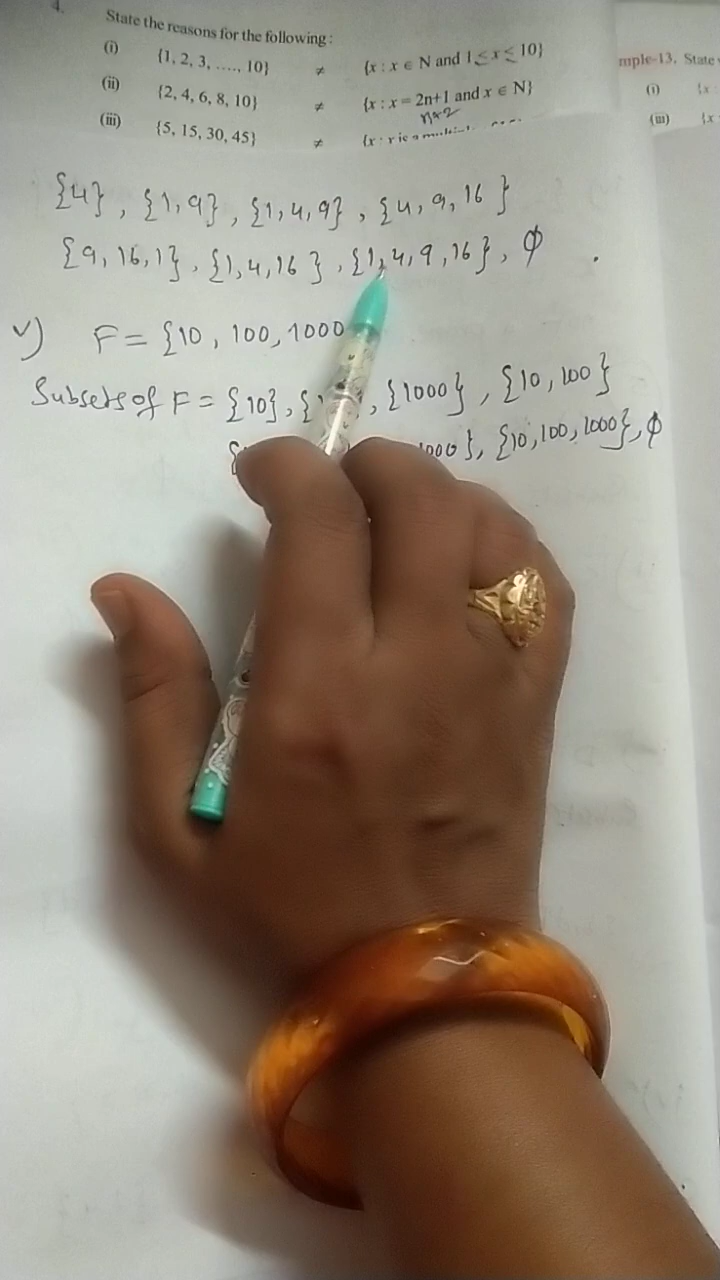 4. State the reasons for the following :
(i) {1, 2, 3, ...., 10} ≠ {x : x ∈ N and 1 ≤ x ≤ 10}
(ii) {2, 4, 6, 8, 10} ≠ {x : x = 2n+1 and x ∈ N}
(iii) {5, 15, 30, 45} ≠ {x : x is a
mple-13. State
(i) {x :
(iii) {x
{4}, {1,9}, {1,4,9}, {4,9,16}
{9,16,1}, {1,4,16}, {1,4,9,16}, ϕ
v) F = {10, 100, 1000
Subsets of F = {10}, { , {1000}, {10,100}
{ 000}, {10,100,1000}, ϕ